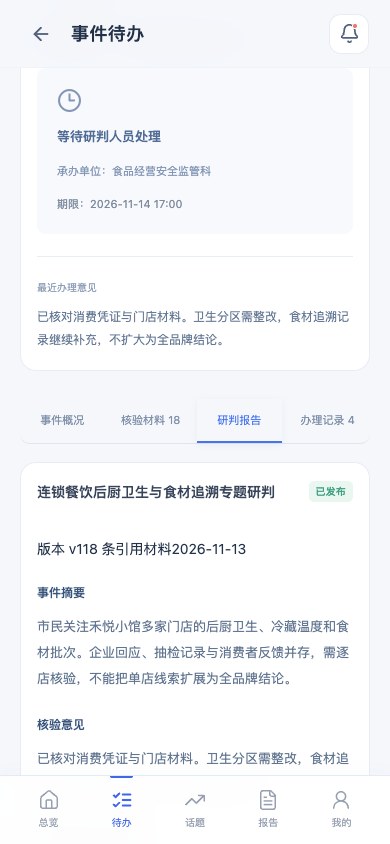 事件待办
等待研判人员处理
承办单位：食品经营安全监管科
期限：2026-11-14 17:00
最近办理意见
已核对消费凭证与门店材料。卫生分区需整改，食材追溯记
录继续补充，不扩大为全品牌结论。
事件概况
核验材料 18
研判报告
办理记录 4
连锁餐饮后厨卫生与食材追溯专题研判
已发布
版本 v118 条引用材料2026-11-13
事件摘要
市民关注禾悦小馆多家门店的后厨卫生、冷藏温度和食
材批次。企业回应、抽检记录与消费者反馈并存，需逐
店核验，不能把单店线索扩展为全品牌结论。
核验意见
已核对消费凭证与门店材料。卫生分区需整改，食材追
总览
待办
话题
报告
我的